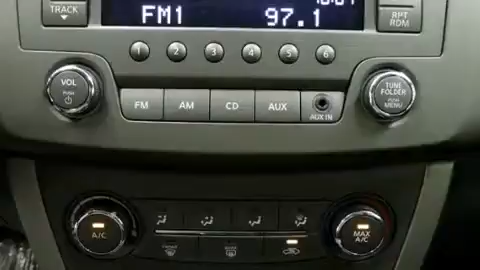 TRACK
FM1 97.1
RPT
RDM
1 2 3 4 5 6
VOL
PUSH
TUNE
FOLDER
PUSH
MENU
FM AM CD AUX
AUX IN
A/C
MAX
A/C